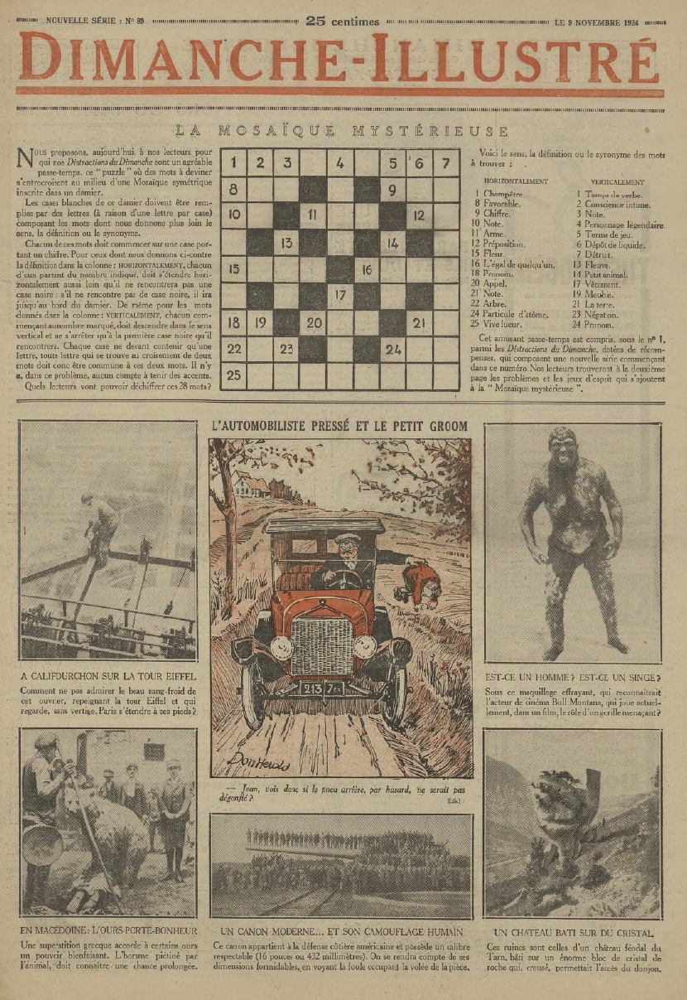 NOUVELLE SÉRIE : Nº 89
25 centimes
LE 9 NOVEMBRE 1924
DIMANCHE-ILLUSTRÉ
LA MOSAÏQUE MYSTÉRIEUSE
NOUS proposons, aujourd'hui, à nos lecteurs pour
qui nos Distractions du Dimanche sont un agréable
passe-temps, ce " puzzle " où des mots à deviner
s'entrecroisent au milieu d'une Mosaïque symétrique
inscrite dans un damier.
Les cases blanches de ce damier doivent être rem-
plies par des lettres (à raison d'une lettre par case)
composant les mots dont nous donnons plus loin le
sens, la définition ou le synonyme.
Chacun de ces mots doit commencer sur une case por-
tant un chiffre. Pour ceux dont nous donnons ci-contre
la définition dans la colonne : HORIZONTALEMENT, chacun
d'eux partant du nombre indiqué, doit s'étendre hori-
zontalement aussi loin qu'il ne rencontrera pas une
case noire : s'il ne rencontre pas de case noire, il ira
jusqu'au bord du damier. De même pour les mots
donnés dans la colonne : VERTICALEMENT, chacun com-
mençant au nombre marqué, doit descendre dans le sens
vertical et ne s'arrêter qu'à la première case noire qu'il
rencontrera. Chaque case ne devant contenir qu'une
lettre, toute lettre qui se trouve au croisement de deux
mots doit donc être commune à ces deux mots. Il n'y
a, dans ce problème, aucun compte à tenir des accents.
Quels lecteurs vont pouvoir déchiffrer ces 28 mots?
1 2 3 4 5 6 7
8 9
10 11 12
13 14
15 16
17
18 19 20 21
22 23 24
25
Voici le sens, la définition ou le synonyme des mots
à trouver :
HORIZONTALEMENT
1 Champêtre.
8 Favorable.
9 Chiffre.
10 Note.
11 Arme.
12 Préposition.
15 Fleur.
16 L'égal de quelqu'un.
18 Pronom.
20 Appel.
21 Note.
22 Arbre.
24 Particule d'atôme.
25 Vive lueur.
VERTICALEMENT
1 Temps de verbe.
2 Conscience intime.
3 Note.
4 Personnage légendaire.
5 Terme de jeu.
6 Dépôt de liquide.
7 Détruit.
13 Fleuve.
14 Petit animal.
17 Vêtement.
19 Meuble.
21 La terre.
23 Négation.
24 Pronom.
Cet amusant passe-temps est compris, sous le nº 1,
parmi les Distractions du Dimanche, dotées de récom-
penses, qui composent une nouvelle série commençant
dans ce numéro. Nos lecteurs trouveront à la deuxième
page les problèmes et les jeux d'esprit qui s'ajoutent
à la " Mosaïque mystérieuse ".
L'AUTOMOBILISTE PRESSÉ ET LE PETIT GROOM
213
Don Herold
— Jean, vois donc si le pneu arrière, par hasard, ne serait pas
dégonflé ?
(Life.)
A CALIFOURCHON SUR LA TOUR EIFFEL
Comment ne pas admirer le beau sang-froid de
cet ouvrier, repeignant la tour Eiffel et qui
regarde, sans vertige, Paris s'étendre à ses pieds?
EST-CE UN HOMME? EST-CE UN SINGE?
Sous ce maquillage effrayant, qui reconnaitrait
l'acteur de cinéma Bull Montana, qui joue actuel-
lement, dans un film, le rôle d'un gorille menaçant?
EN MACÉDOINE: L'OURS PORTE-BONHEUR
Une superstition grecque accorde à certains ours
un pouvoir bienfaisant. L'homme piétiné par
l'animal, doit connaître une chance prolongée.
UN CANON MODERNE... ET SON CAMOUFLAGE HUMAIN
Ce canon appartient à la défense côtière américaine et possède un calibre
respectable (16 pouces ou 432 millimètres). On se rendra compte de ses
dimensions formidables, en voyant la foule occupant la volée de la pièce.
UN CHATEAU BATI SUR DU CRISTAL
Ces ruines sont celles d'un château féodal du
Tarn, bâti sur un énorme bloc de cristal de
roche qui, creusé, permettait l'accès du donjon.